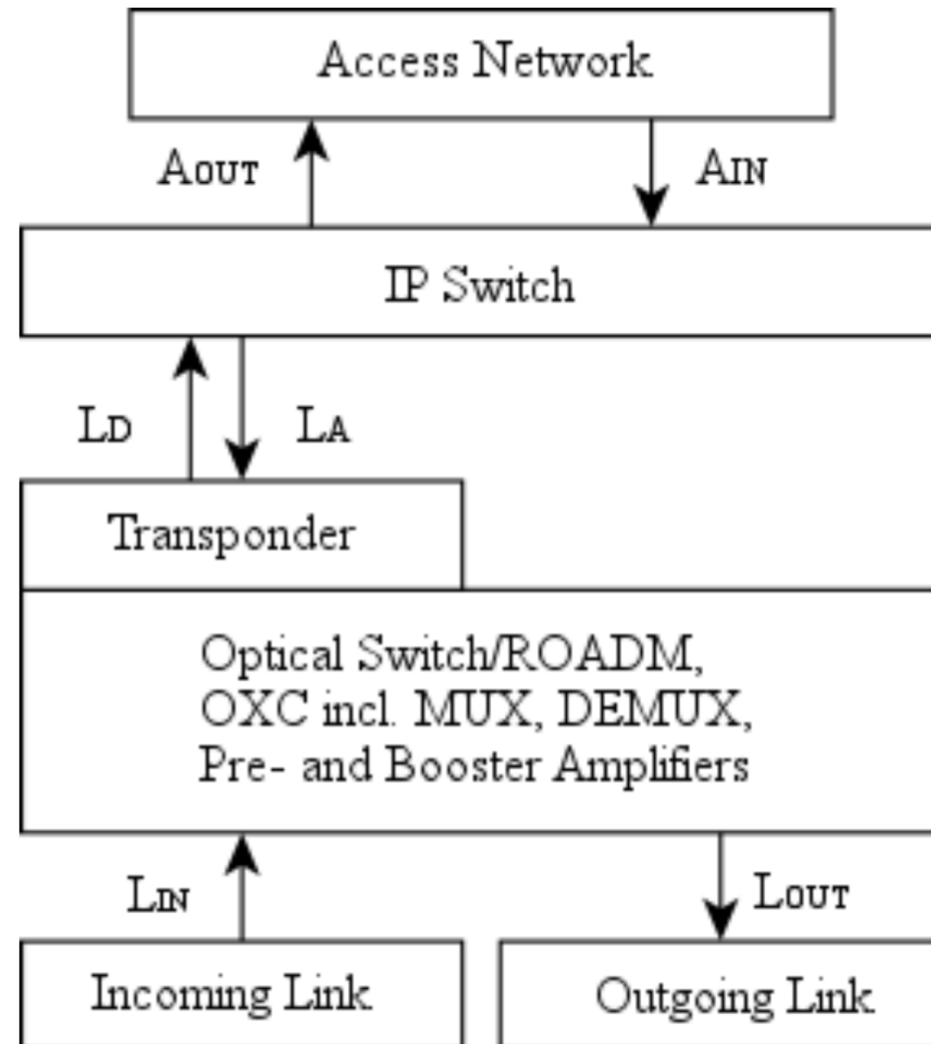 Access Network
AOUT
AIN
IP Switch
LD
LA
Transponder
Optical Switch/ROADM,
OXC incl. MUX, DEMUX,
Pre- and Booster Amplifiers
LIN
LOUT
Incoming Link
Outgoing Link